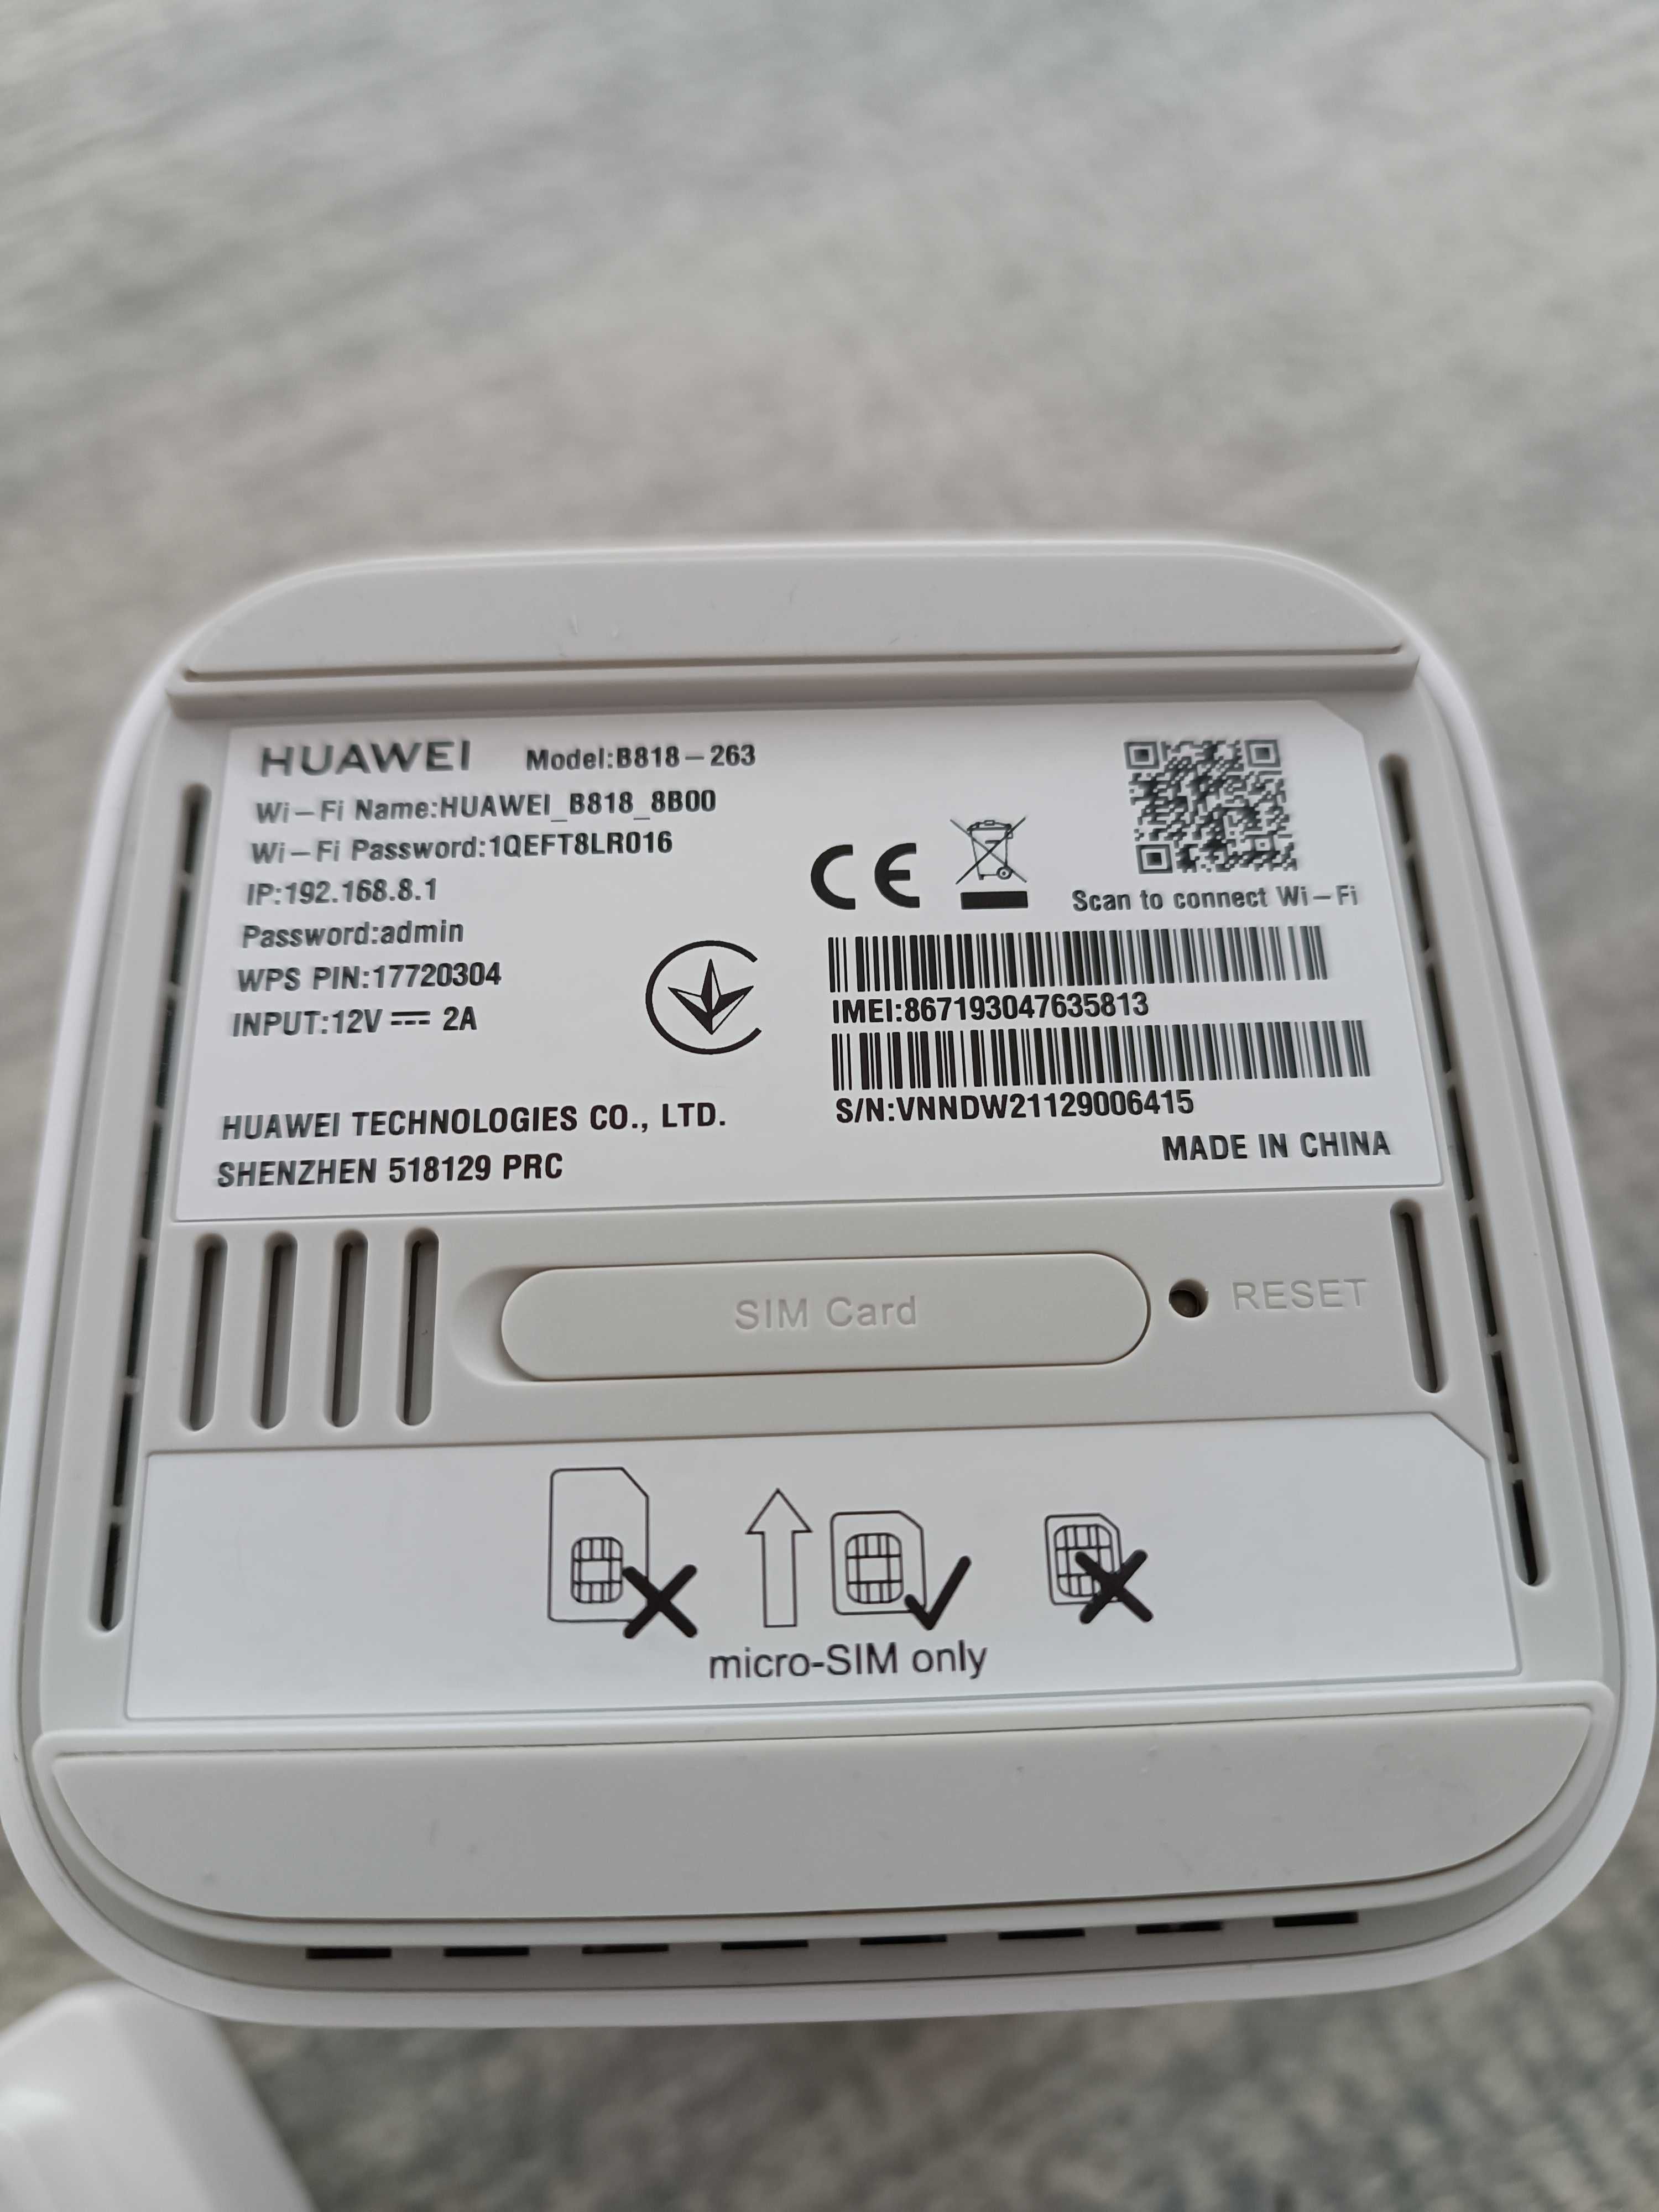 HUAWEI Model:B818-263
Wi-Fi Name:HUAWEI_B818_8B00
Wi-Fi Password:1QEFT8LR016
IP:192.168.8.1
Password:admin
WPS PIN:17720304
INPUT:12V ⎓ 2A
HUAWEI TECHNOLOGIES CO., LTD.
SHENZHEN 518129 PRC
CE
Scan to connect Wi-Fi
IMEI:867193047635813
S/N:VNNDW21129006415
MADE IN CHINA
SIM Card
RESET
micro-SIM only